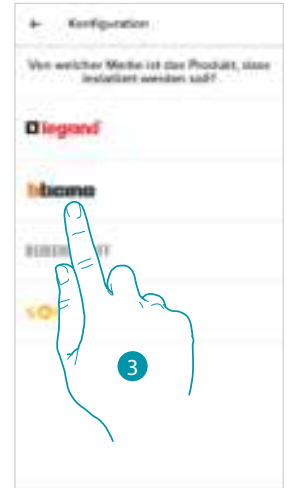 ← Konfiguration
Von welcher Marke ist das Produkt, dass
installiert werden soll?
legrand
bticino
3